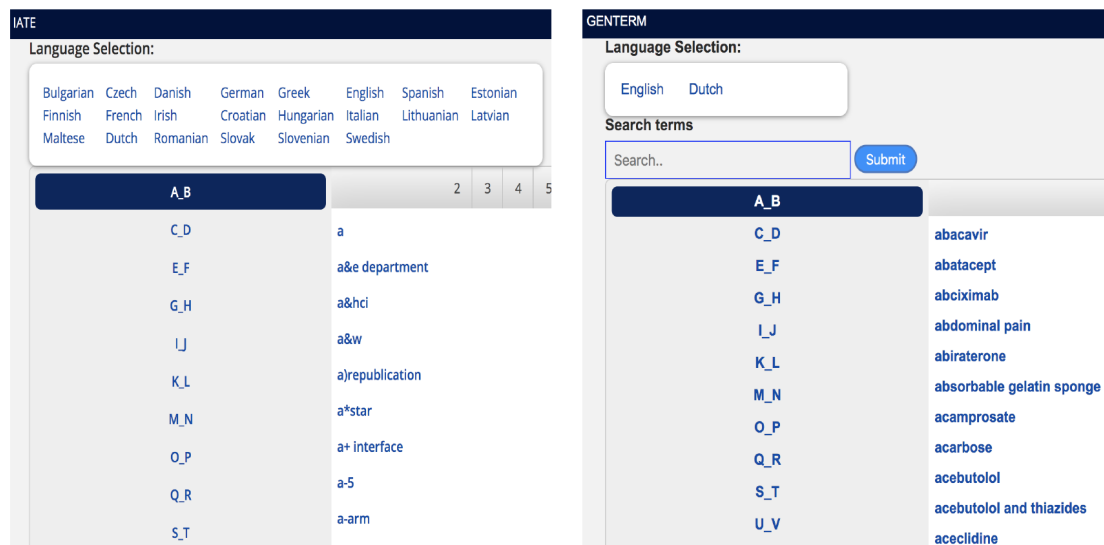 IATE
Language Selection:
Bulgarian Czech Danish German Greek English Spanish Estonian
Finnish French Irish Croatian Hungarian Italian Lithuanian Latvian
Maltese Dutch Romanian Slovak Slovenian Swedish
A_B 2 3 4 5
C_D a
E_F a&e department
G_H a&hci
I_J a&w
K_L a)republication
M_N a*star
O_P a+ interface
Q_R a-5
S_T a-arm
GENTERM
Language Selection:
English Dutch
Search terms
Search.. Submit
A_B
C_D abacavir
E_F abatacept
G_H abciximab
I_J abdominal pain
K_L abiraterone
absorbable gelatin sponge
M_N acamprosate
O_P acarbose
Q_R acebutolol
S_T acebutolol and thiazides
U_V aceclidine